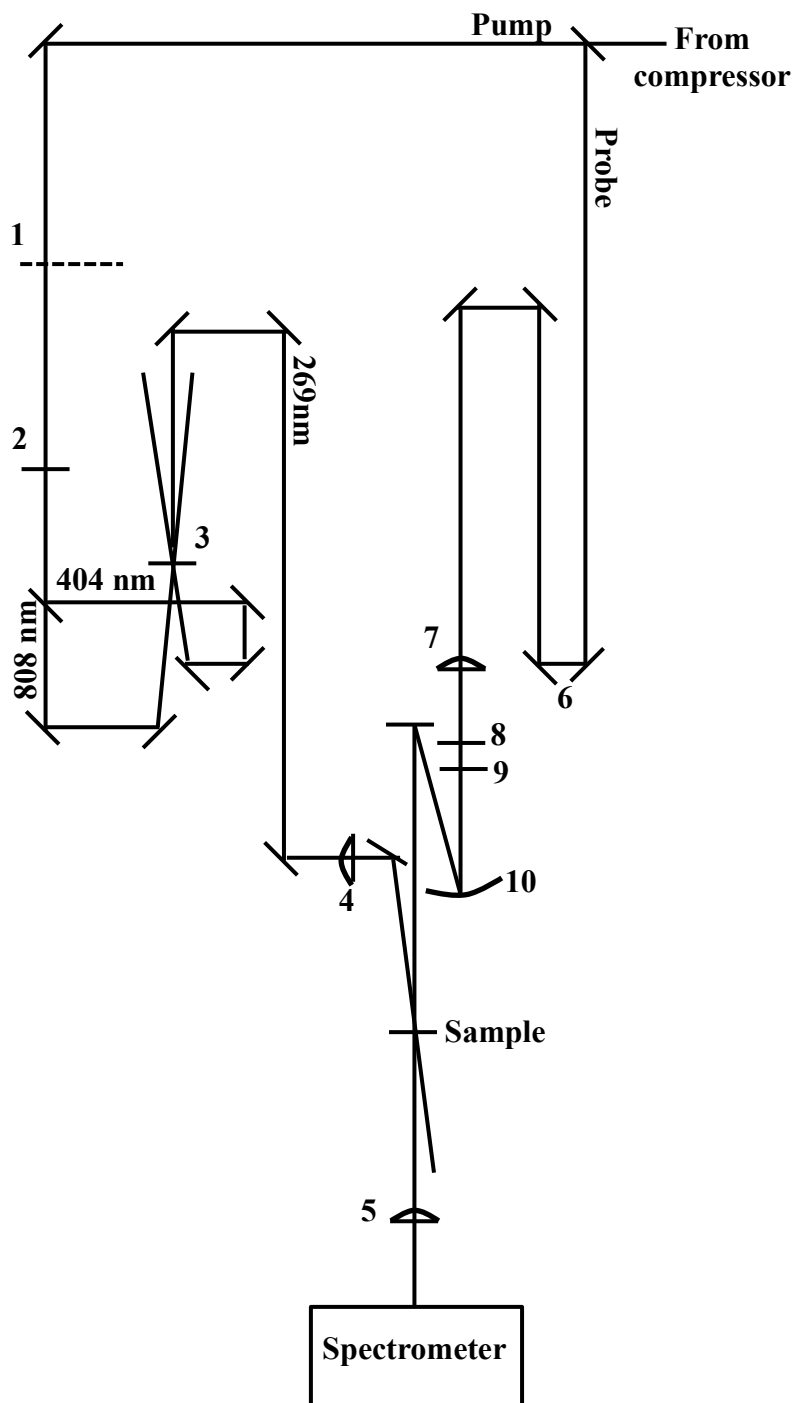 Pump
From
compressor
Probe
1
269nm
2
3
404 nm
808 nm
7
6
8
9
10
4
Sample
5
Spectrometer